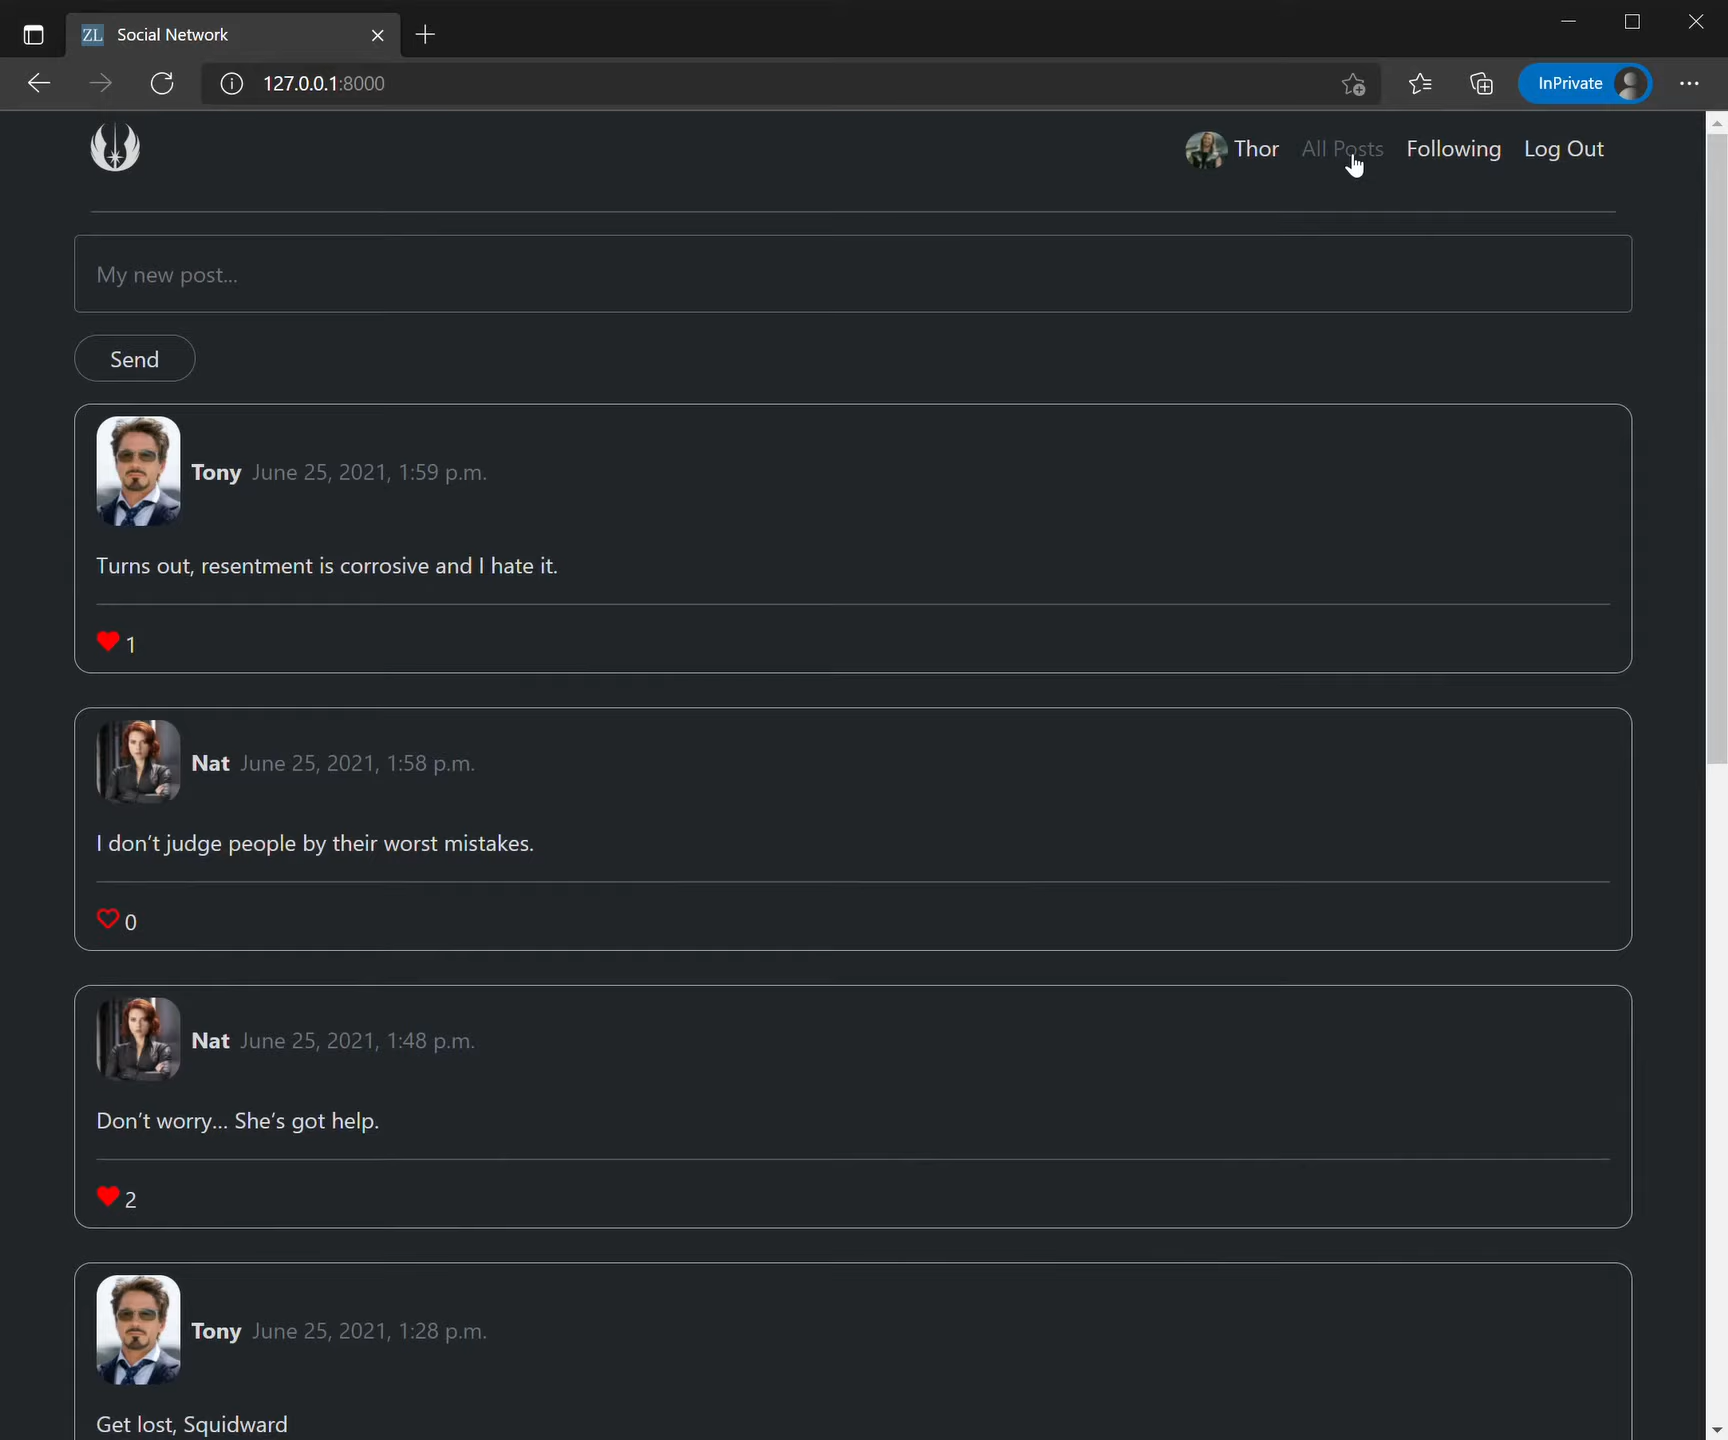 ZL Social Network
127.0.0.1:8000
InPrivate
Thor All Posts Following Log Out
My new post...
Send
Tony June 25, 2021, 1:59 p.m.
Turns out, resentment is corrosive and I hate it.
1
Nat June 25, 2021, 1:58 p.m.
I don’t judge people by their worst mistakes.
0
Nat June 25, 2021, 1:48 p.m.
Don’t worry... She’s got help.
2
Tony June 25, 2021, 1:28 p.m.
Get lost, Squidward